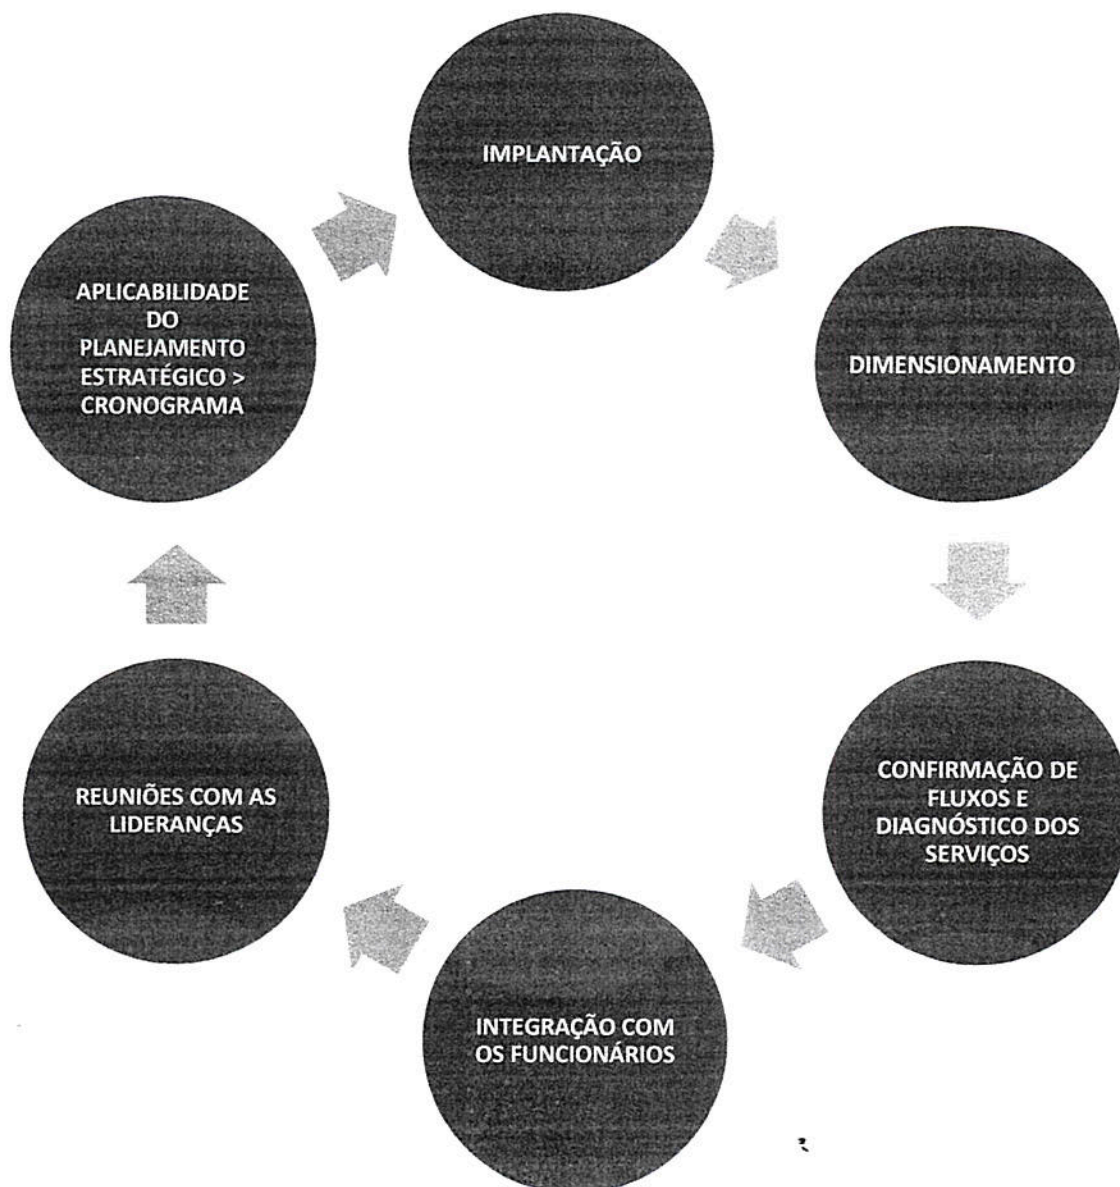 IMPLANTAÇÃO
DIMENSIONAMENTO
CONFIRMAÇÃO DE
FLUXOS E
DIAGNÓSTICO DOS
SERVIÇOS
INTEGRAÇÃO COM
OS FUNCIONÁRIOS
REUNIÕES COM AS
LIDERANÇAS
APLICABILIDADE
DO
PLANEJAMENTO
ESTRATÉGICO >
CRONOGRAMA